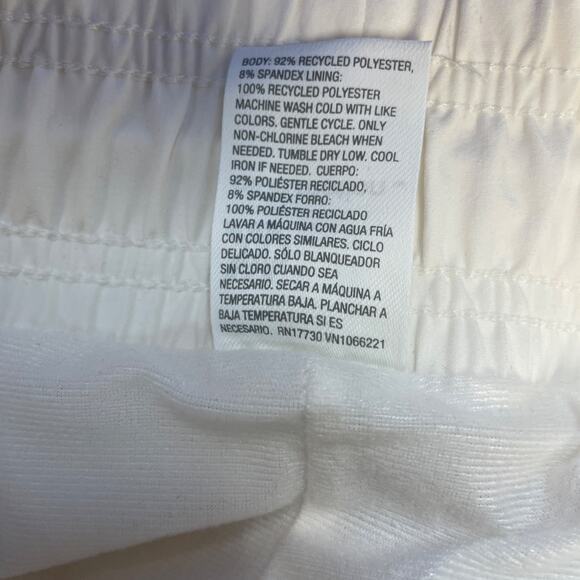 BODY: 92% RECYCLED POLYESTER,
8% SPANDEX LINING:
100% RECYCLED POLYESTER
MACHINE WASH COLD WITH LIKE
COLORS. GENTLE CYCLE. ONLY
NON-CHLORINE BLEACH WHEN
NEEDED. TUMBLE DRY LOW. COOL
IRON IF NEEDED. CUERPO:
92% POLIÉSTER RECICLADO,
8% SPANDEX FORRO:
100% POLIÉSTER RECICLADO
LAVAR A MÁQUINA CON AGUA FRÍA
CON COLORES SIMILARES. CICLO
DELICADO. SÓLO BLANQUEADOR
SIN CLORO CUANDO SEA
NECESARIO. SECAR A MÁQUINA A
TEMPERATURA BAJA. PLANCHAR A
BAJA TEMPERATURA SI ES
NECESARIO. RN17730 VN1066221